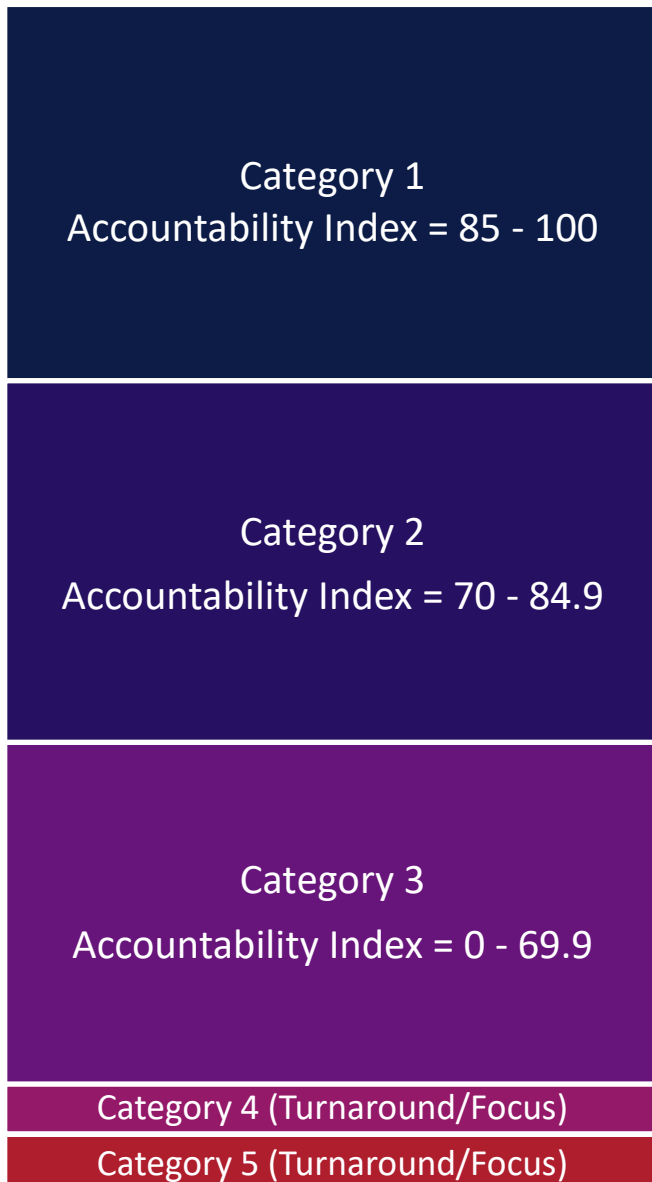 Category 1
Accountability Index = 85 - 100
Category 2
Accountability Index = 70 - 84.9
Category 3
Accountability Index = 0 - 69.9
Category 4 (Turnaround/Focus)
Category 5 (Turnaround/Focus)